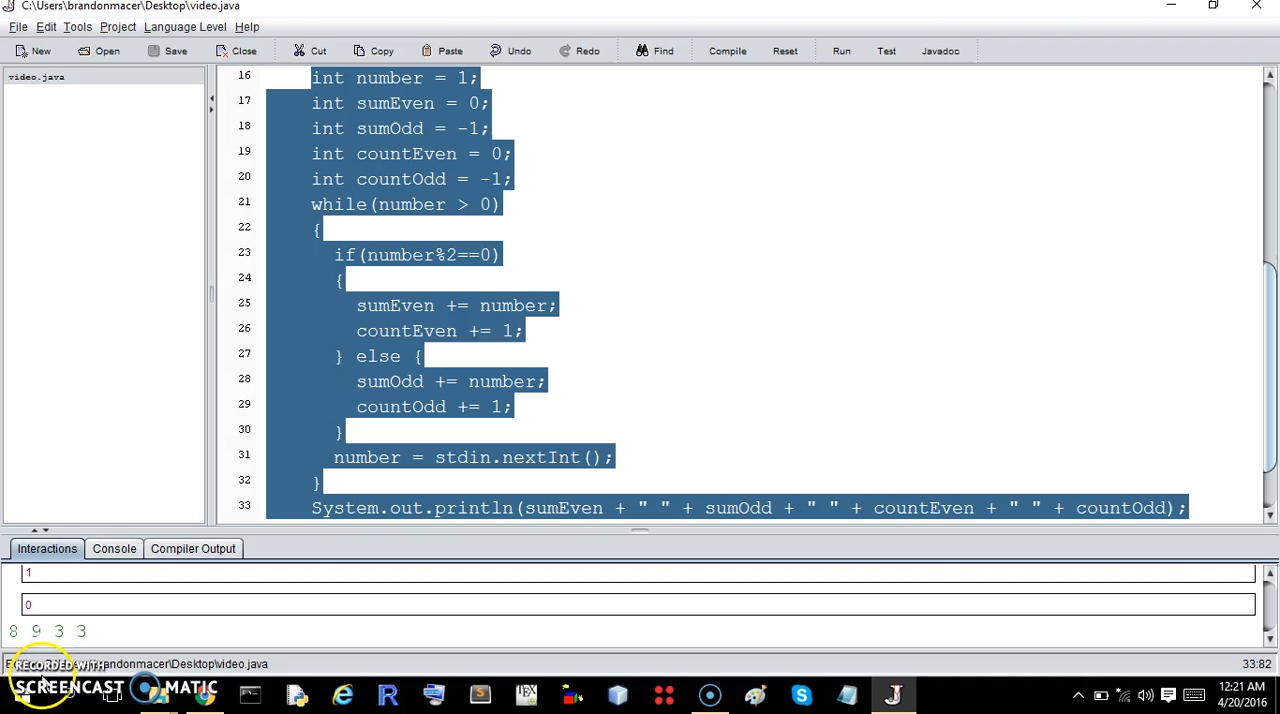 C:\Users\brandonmacer\Desktop\video.java
File Edit Tools Project Language Level Help
New Open Save Close Cut Copy Paste Undo Redo Find Compile Reset Run Test Javadoc
video.java
16 int number = 1;
17 int sumEven = 0;
18 int sumOdd = -1;
19 int countEven = 0;
20 int countOdd = -1;
21 while(number > 0)
22 {
23 if(number%2==0)
24 {
25 sumEven += number;
26 countEven += 1;
27 } else {
28 sumOdd += number;
29 countOdd += 1;
30 }
31 number = stdin.nextInt();
32 }
33 System.out.println(sumEven + " " + sumOdd + " " + countEven + " " + countOdd);
Interactions Console Compiler Output
1
0
8 9 3 3
randonmacer\Desktop\video.java 33:82
RECORDED WITH
SCREENCAST MATIC
12:21 AM
4/20/2016